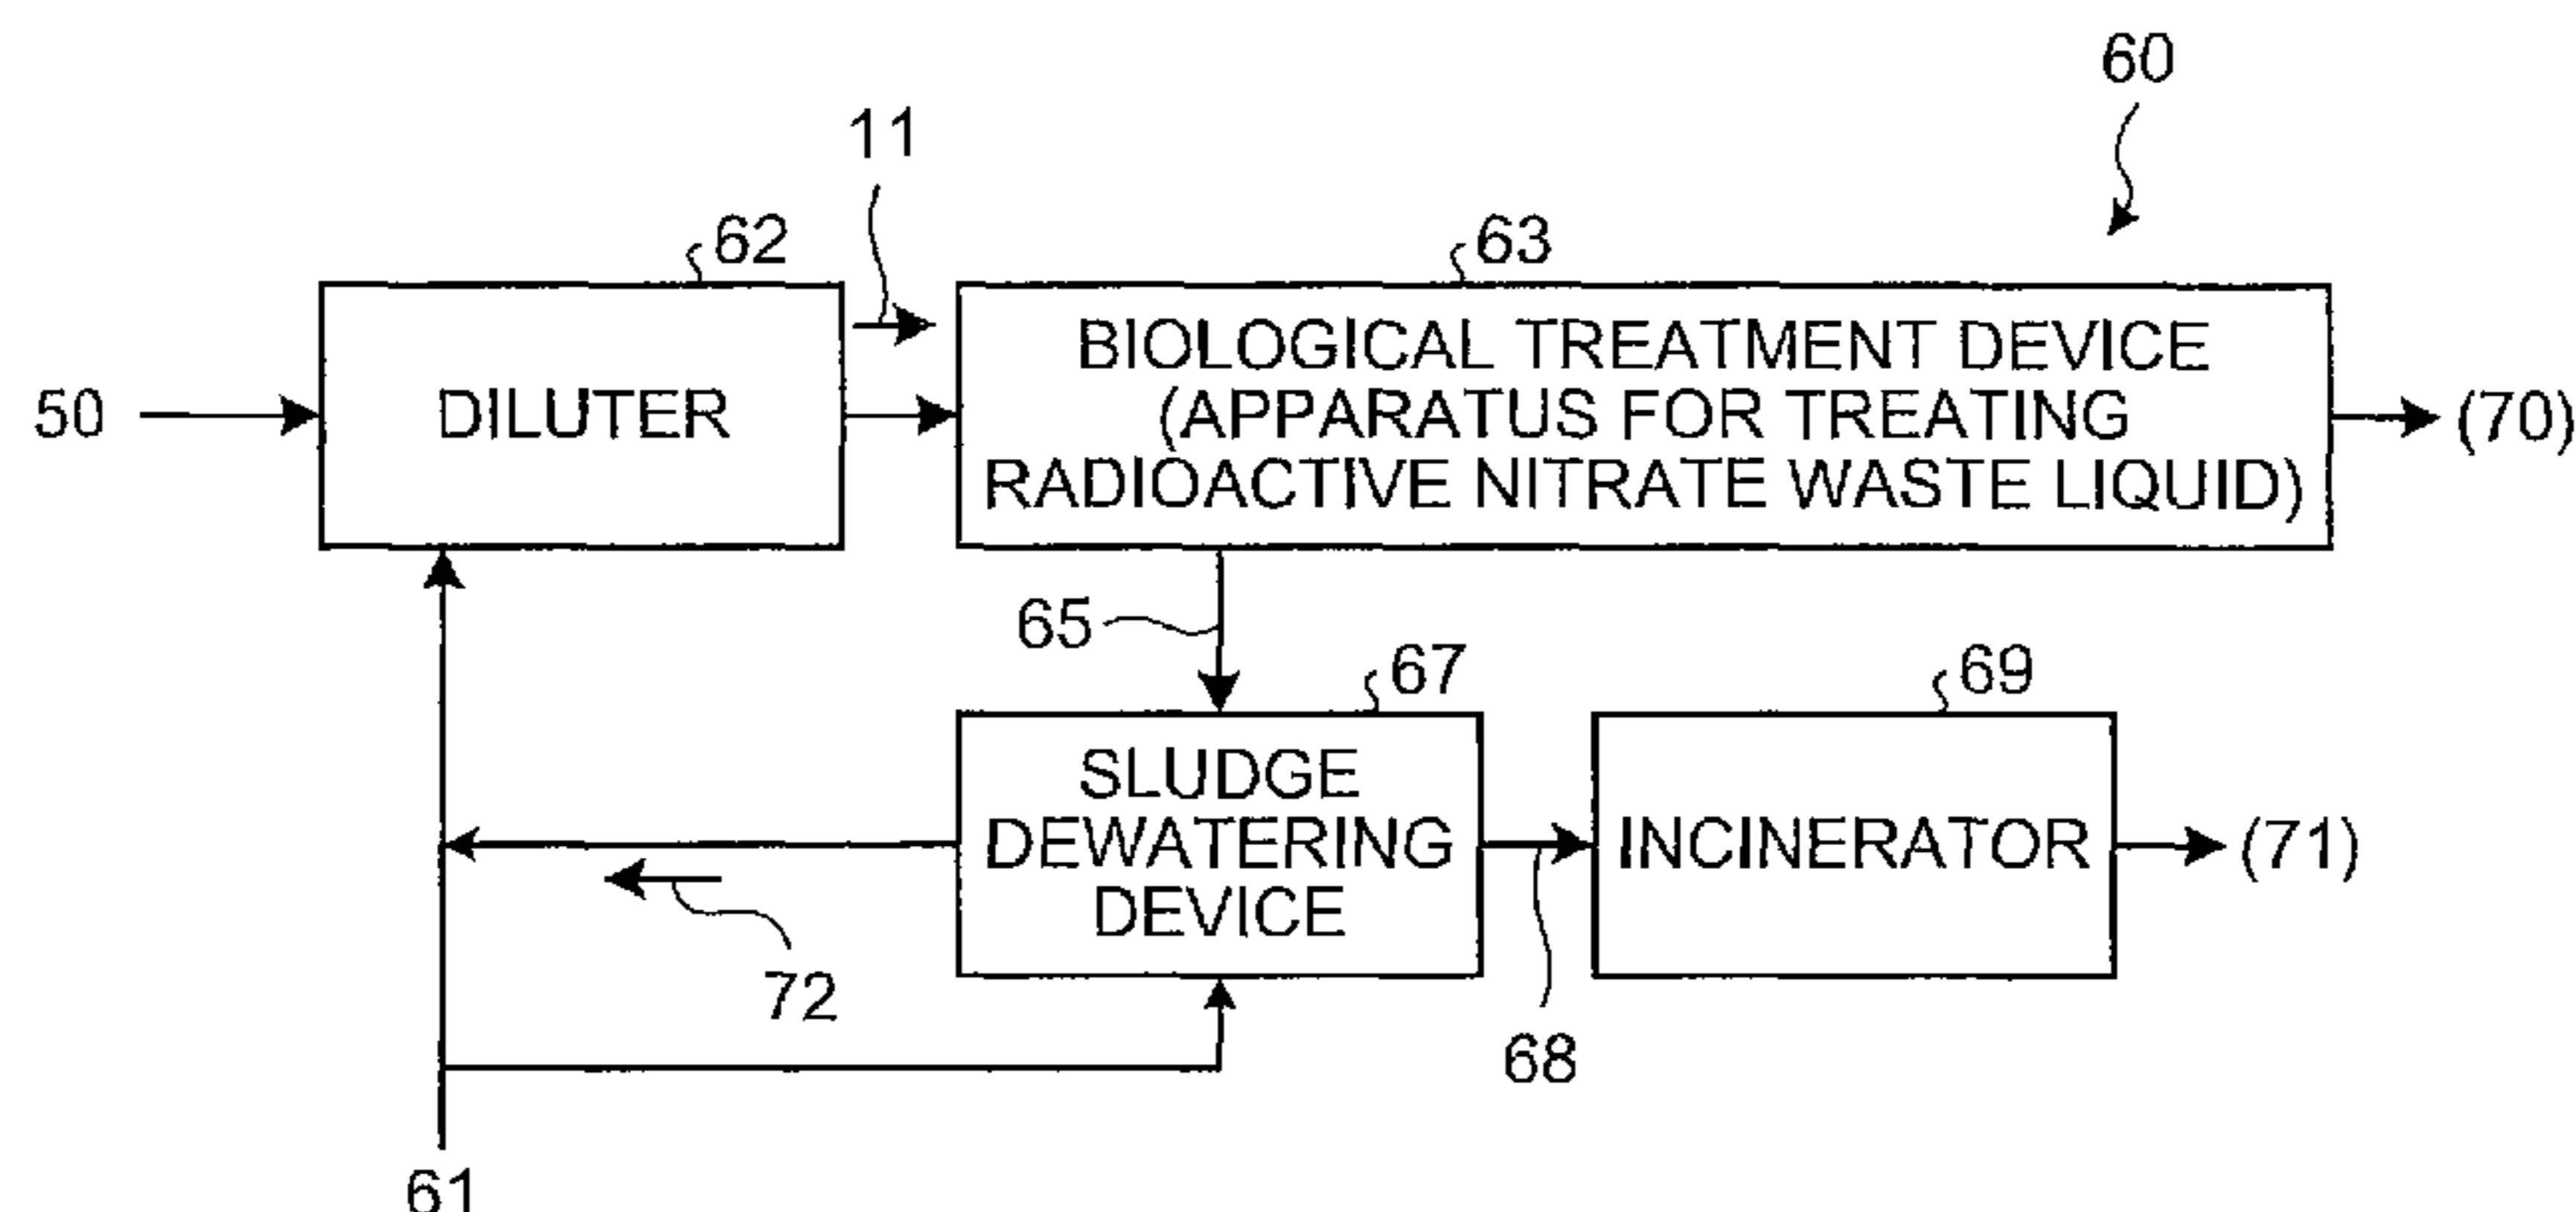 60
11
62
63
50
DILUTER
BIOLOGICAL TREATMENT DEVICE
(APPARATUS FOR TREATING
RADIOACTIVE NITRATE WASTE LIQUID)
(70)
65
67
69
SLUDGE
DEWATERING
DEVICE
INCINERATOR
(71)
72
68
61